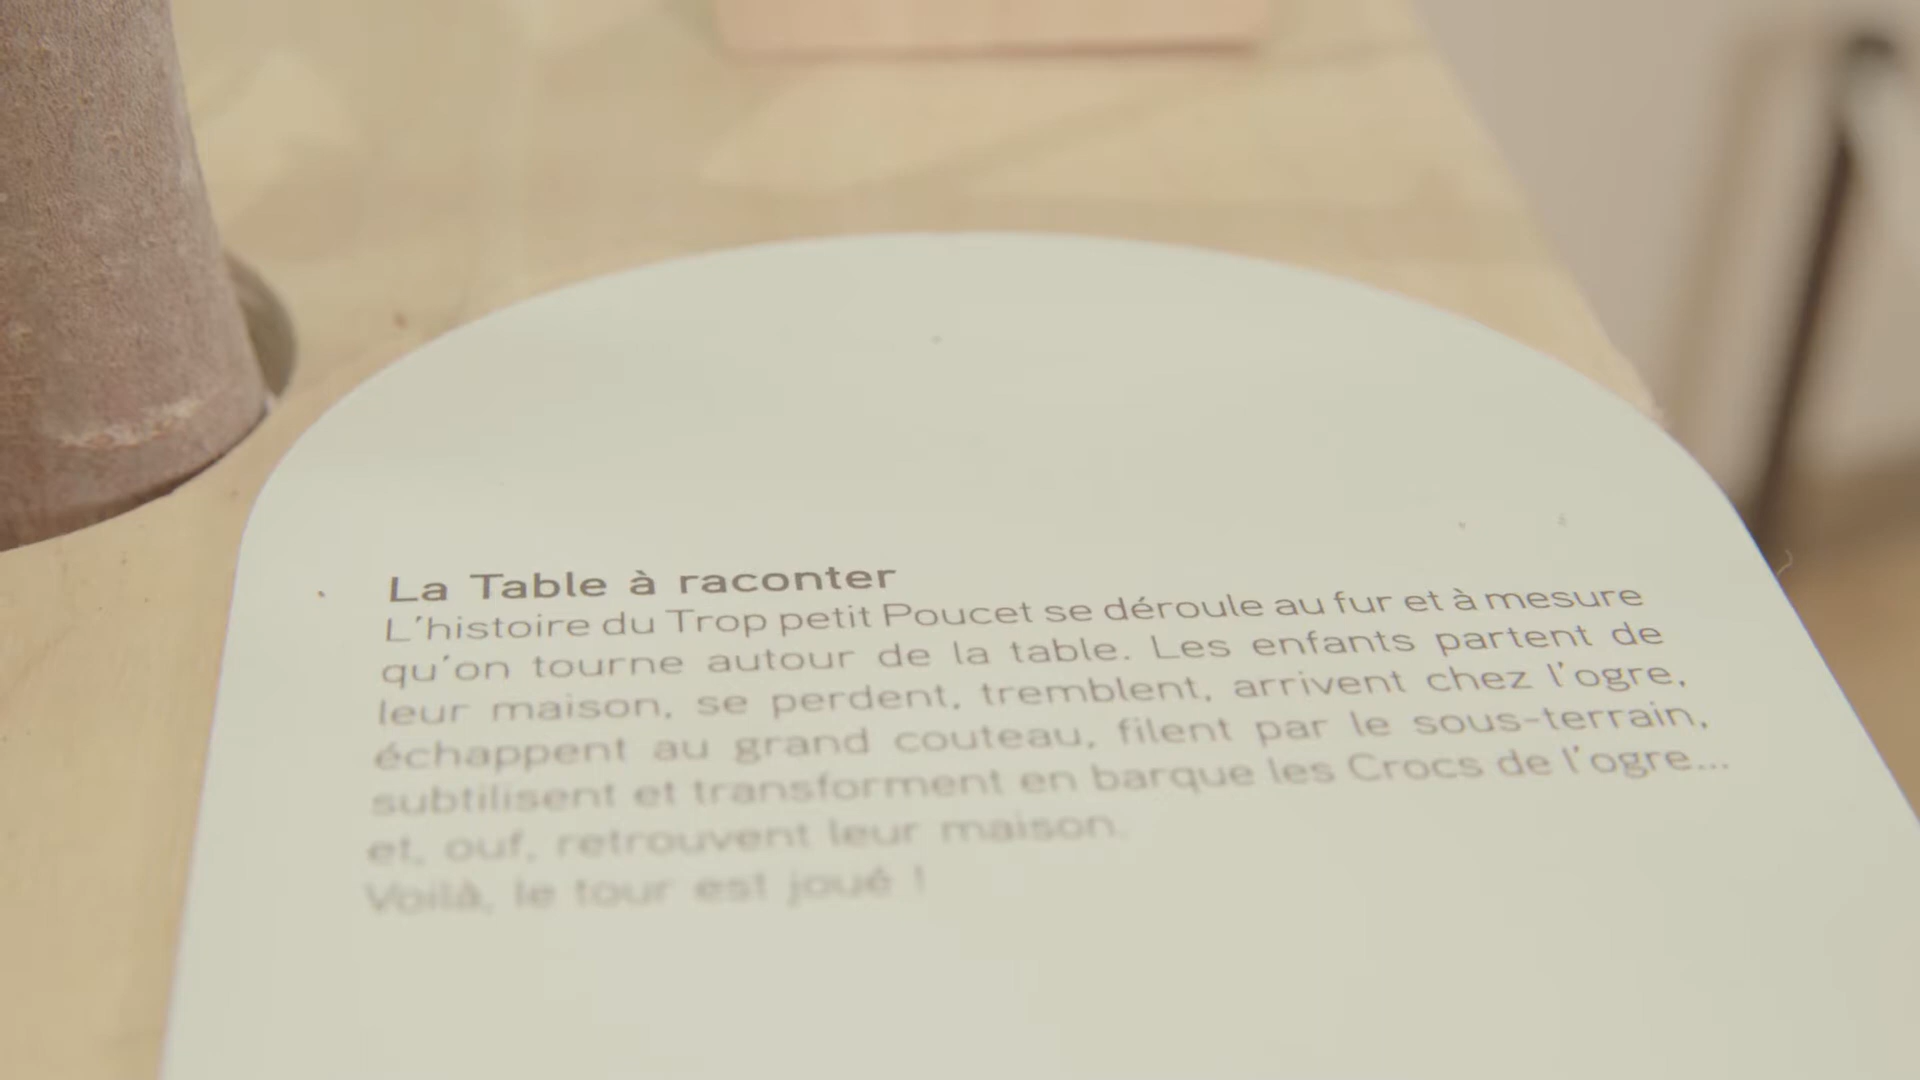 La Table à raconter
L'histoire du Trop petit Poucet se déroule au fur et à mesure
qu'on tourne autour de la table. Les enfants partent de
leur maison, se perdent, tremblent, arrivent chez l'ogre,
échappent au grand couteau, filent par le sous-terrain,
subtilisent et transforment en barque les Crocs de l'ogre...
et, ouf, retrouvent leur maison.
Voilà, le tour est joué !